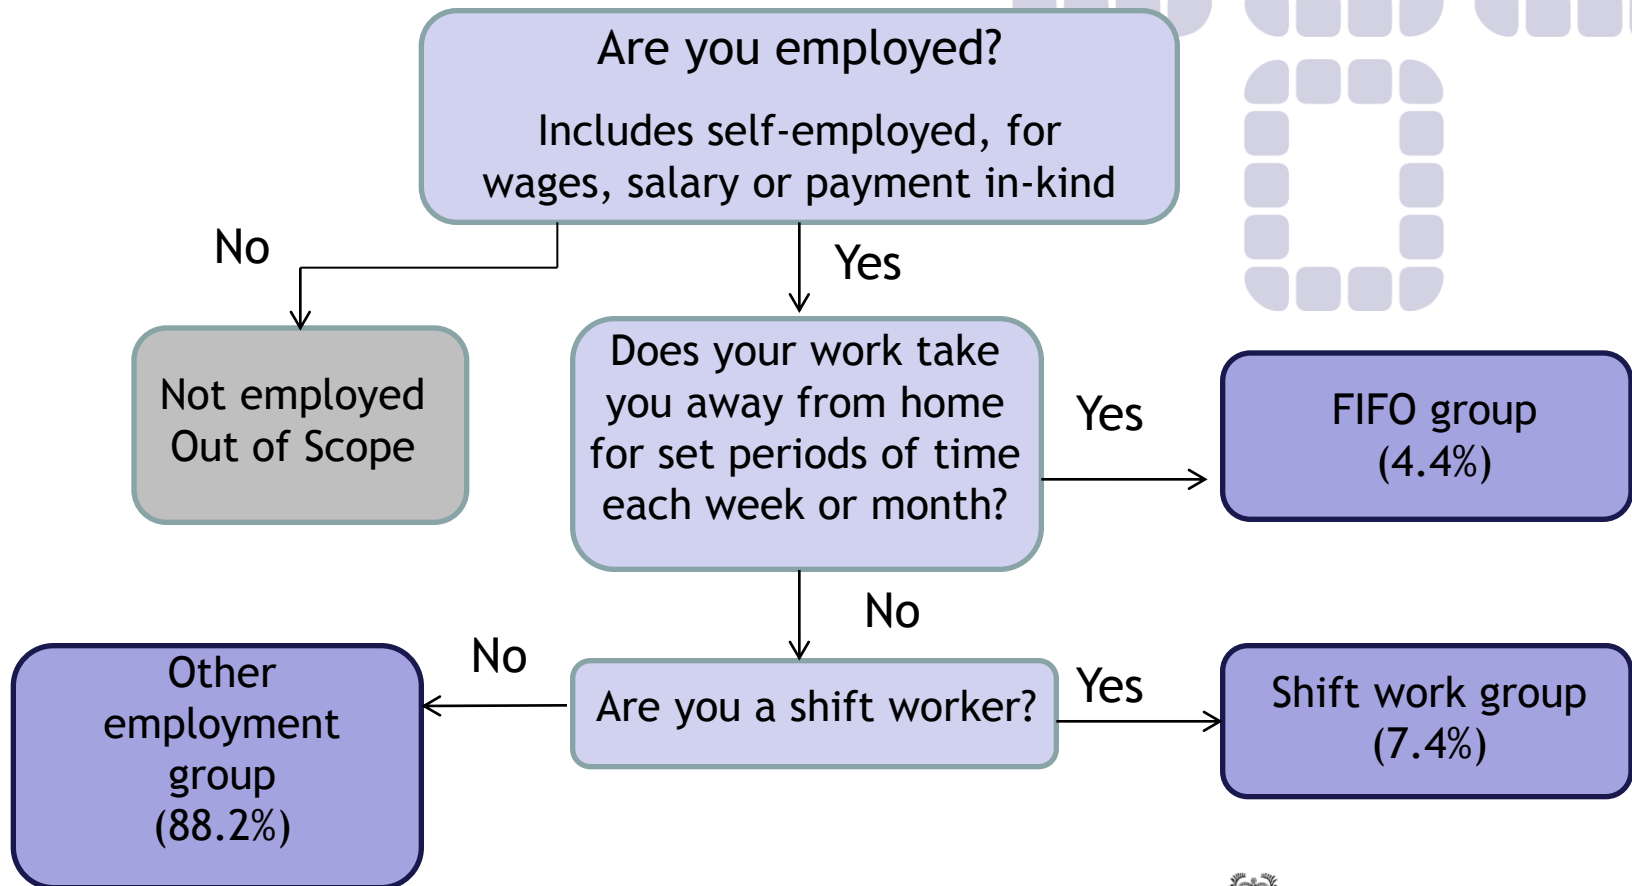 Are you employed?
Includes self-employed, for
wages, salary or payment in-kind
No
Yes
Not employed
Out of Scope
Does your work take
you away from home
for set periods of time
each week or month?
Yes
FIFO group
(4.4%)
No
Other
employment
group
(88.2%)
No
Are you a shift worker?
Yes
Shift work group
(7.4%)